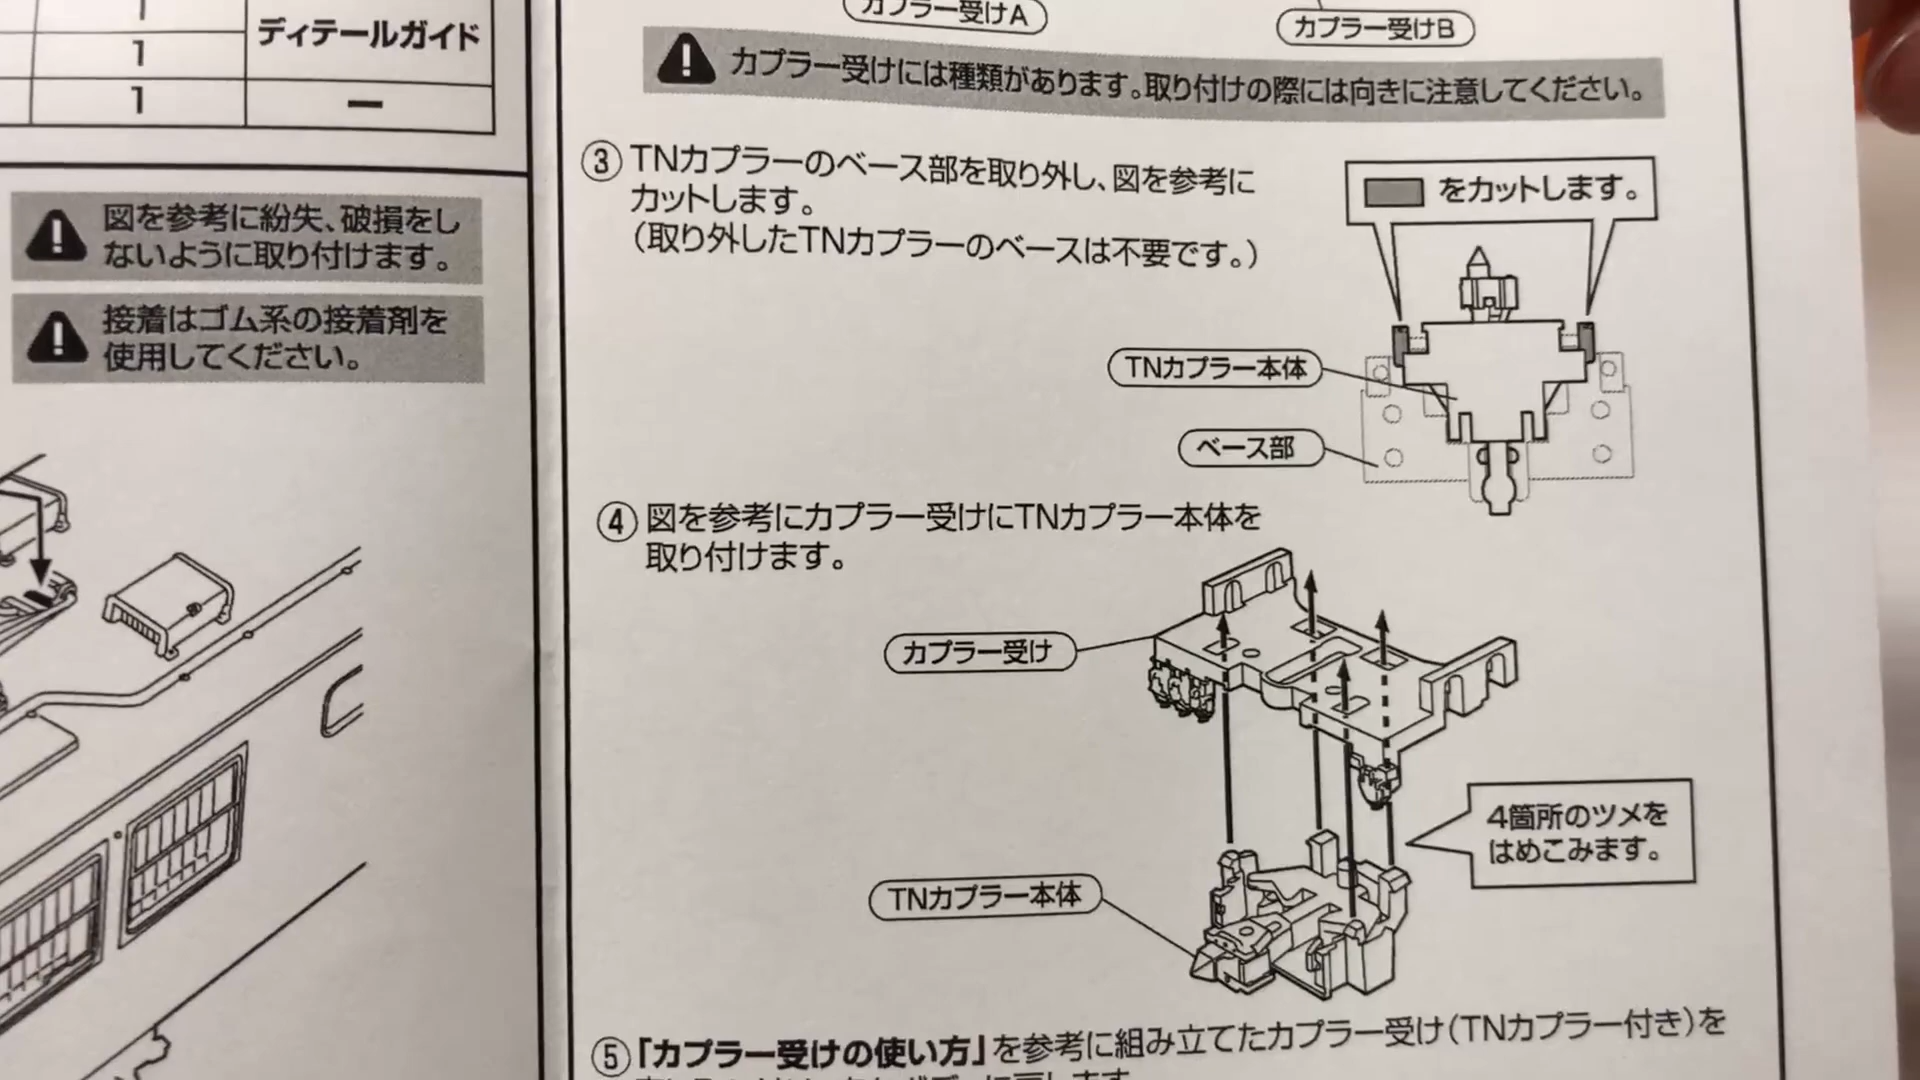 1
ディテールガイド
1
1
ー
図を参考に紛失、破損をし
ないように取り付けます。
接着はゴム系の接着剤を
使用してください。
カプラー受けA
カプラー受けB
カプラー受けには種類があります。取り付けの際には向きに注意してください。
③ TNカプラーのベース部を取り外し、図を参考に
カットします。
（取り外したTNカプラーのベースは不要です。）
をカットします。
TNカプラー本体
ベース部
④ 図を参考にカプラー受けにTNカプラー本体を
取り付けます。
カプラー受け
4箇所のツメを
はめこみます。
TNカプラー本体
⑤「カプラー受けの使い方」を参考に組み立てたカプラー受け（TNカプラー付き）を